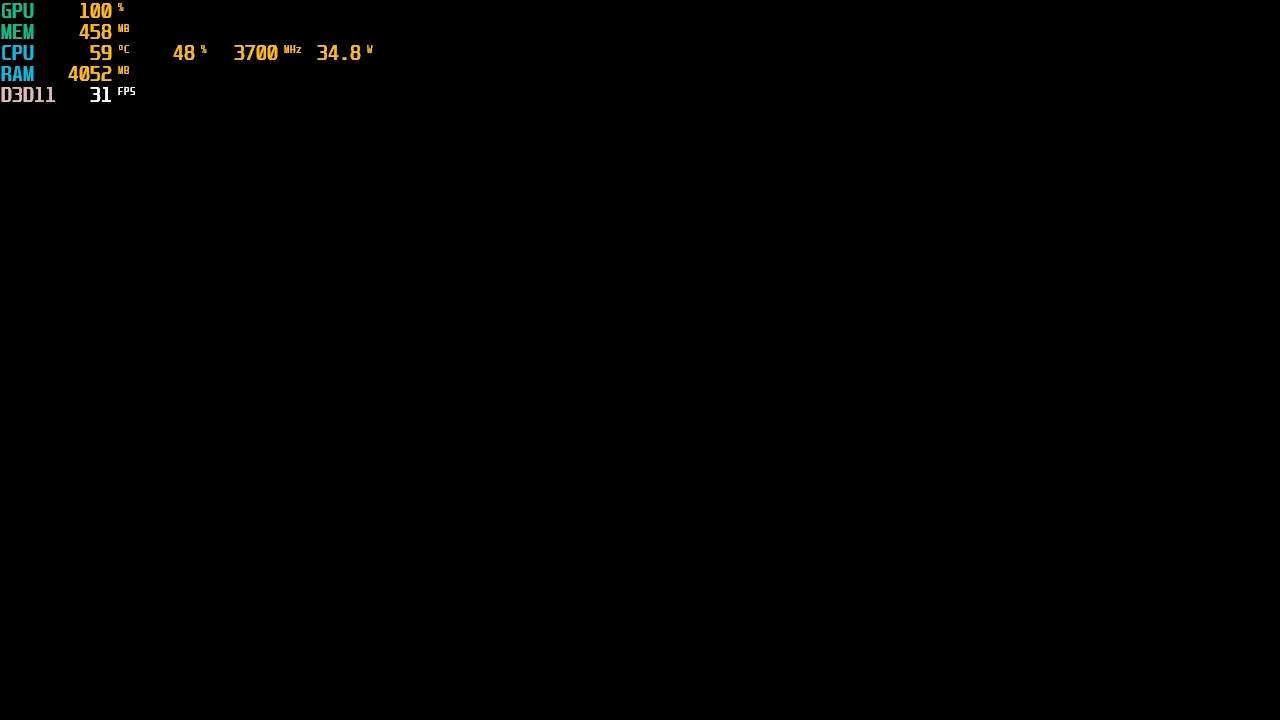 GPU 100 %
MEM 458 MB
CPU 59 °C 48 % 3700 MHz 34.8 W
RAM 4052 MB
D3D11 31 FPS